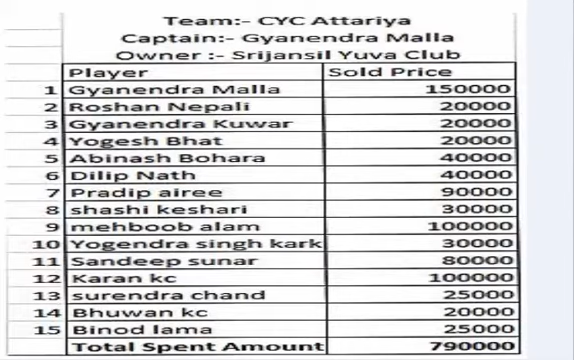 Team:- CYC Attariya
Captain:- Gyanendra Malla
Owner :- Srijansil Yuva Club
Player Sold Price
1 Gyanendra Malla 150000
2 Roshan Nepali 20000
3 Gyanendra Kuwar 20000
4 Yogesh Bhat 20000
5 Abinash Bohara 40000
6 Dilip Nath 40000
7 Pradip airee 90000
8 shashi keshari 30000
9 mehboob alam 100000
10 Yogendra singh kark 30000
11 Sandeep sunar 80000
12 Karan kc 100000
13 surendra chand 25000
14 Bhuwan kc 20000
15 Binod lama 25000
Total Spent Amount 790000